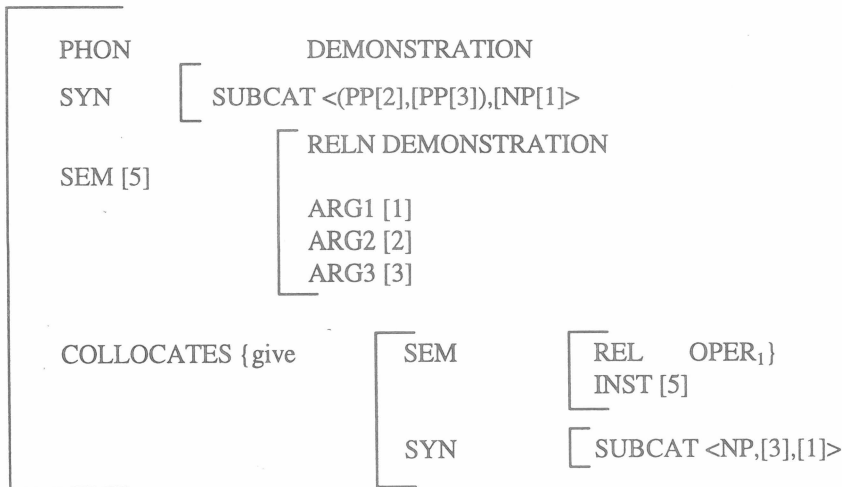 PHON DEMONSTRATION
SYN SUBCAT <(PP[2],[PP[3]),[NP[1]>
RELN DEMONSTRATION
SEM [5]
ARG1 [1]
ARG2 [2]
ARG3 [3]
COLLOCATES {give SEM REL OPER₁}
INST [5]
SYN SUBCAT <NP,[3],[1]>